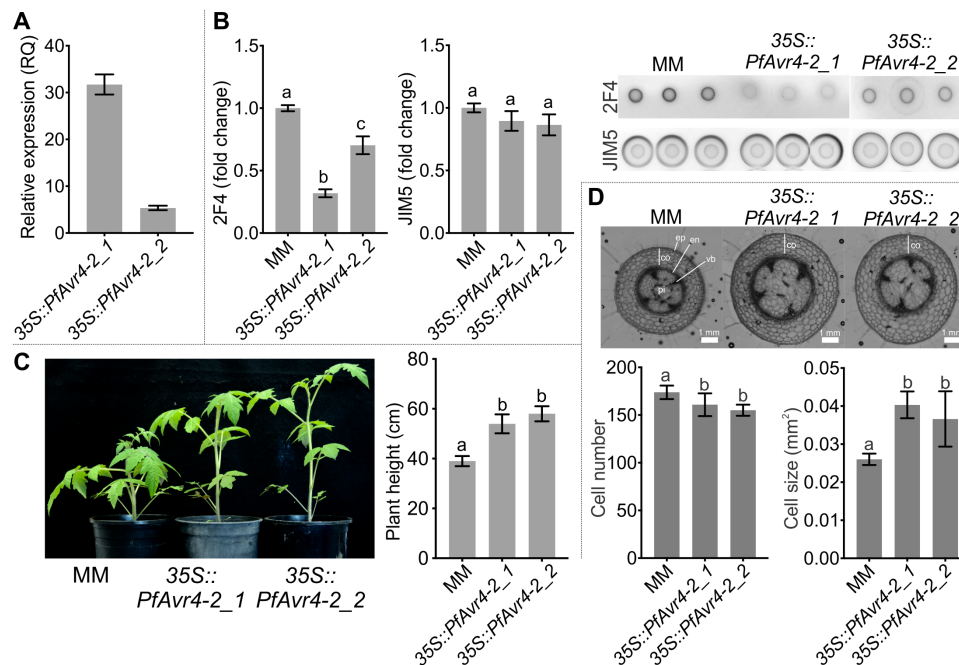 A
Relative expression (RQ)
40
30
20
10
0
35S::PfAvr4-2_1
35S::PfAvr4-2_2
B
2F4 (fold change)
1.5
1.0
0.5
0.0
a
b
c
MM
35S::PfAvr4-2_1
35S::PfAvr4-2_2
JIM5 (fold change)
1.5
1.0
0.5
0.0
a
a
a
MM
35S::PfAvr4-2_1
35S::PfAvr4-2_2
MM
35S::
PfAvr4-2_1
35S::
PfAvr4-2_2
2F4
JIM5
C
MM
35S::
PfAvr4-2_1
35S::
PfAvr4-2_2
Plant height (cm)
80
60
40
20
0
a
b
b
MM
35S::PfAvr4-2_1
35S::PfAvr4-2_2
D
MM
35S::
PfAvr4-2_1
35S::
PfAvr4-2_2
ep
en
co
vb
pi
1 mm
co
1 mm
co
1 mm
Cell number
200
150
100
50
0
a
b
b
MM
35S::PfAvr4-2_1
35S::PfAvr4-2_2
Cell size (mm²)
0.05
0.04
0.03
0.02
0.01
0.00
a
b
b
MM
35S::PfAvr4-2_1
35S::PfAvr4-2_2